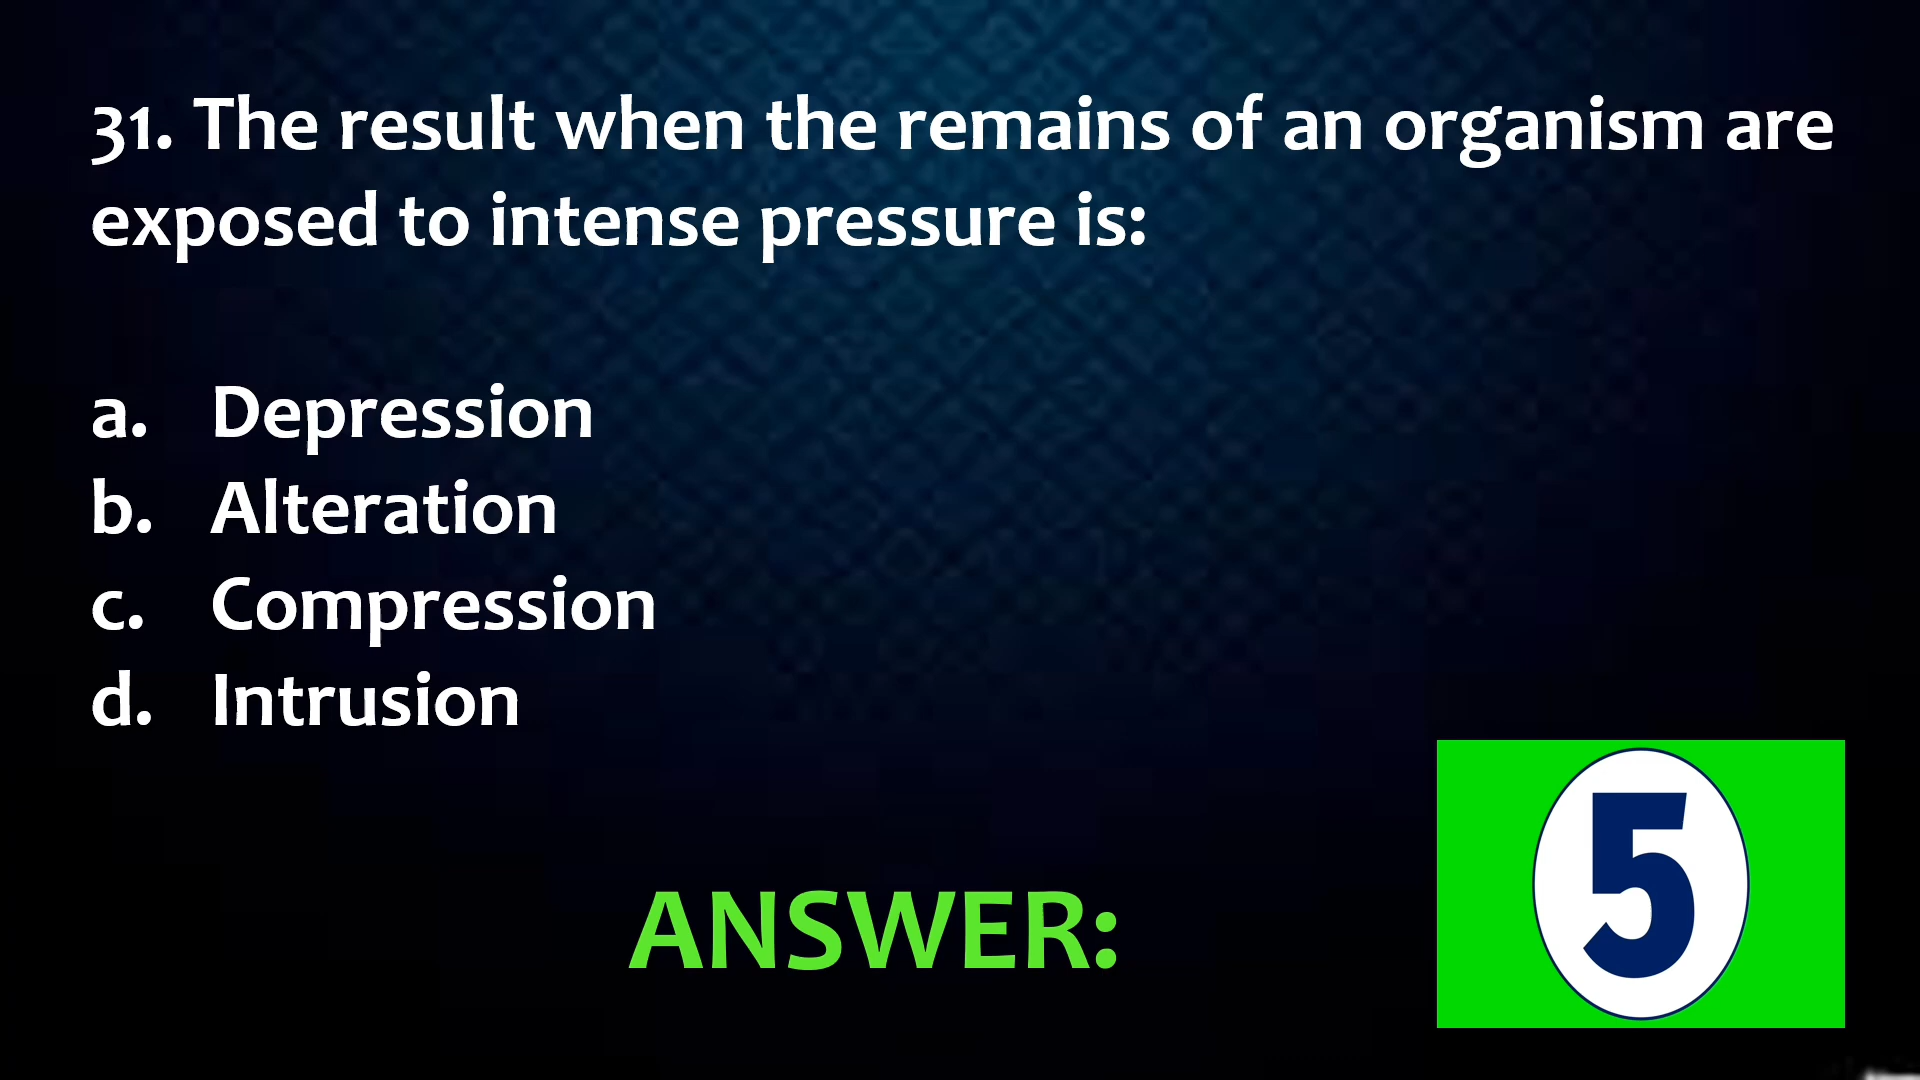 31. The result when the remains of an organism are
exposed to intense pressure is:
a. Depression
b. Alteration
c. Compression
d. Intrusion
ANSWER:
5